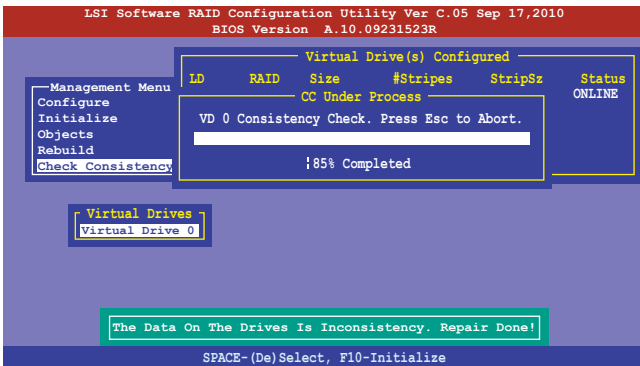 LSI Software RAID Configuration Utility Ver C.05 Sep 17,2010
BIOS Version A.10.09231523R
Virtual Drive(s) Configured
LD RAID Size #Stripes StripSz Status
ONLINE
Management Menu
Configure
Initialize
Objects
Rebuild
Check Consistency
CC Under Process
VD 0 Consistency Check. Press Esc to Abort.
85% Completed
Virtual Drives
Virtual Drive 0
The Data On The Drives Is Inconsistency. Repair Done!
SPACE-(De)Select, F10-Initialize